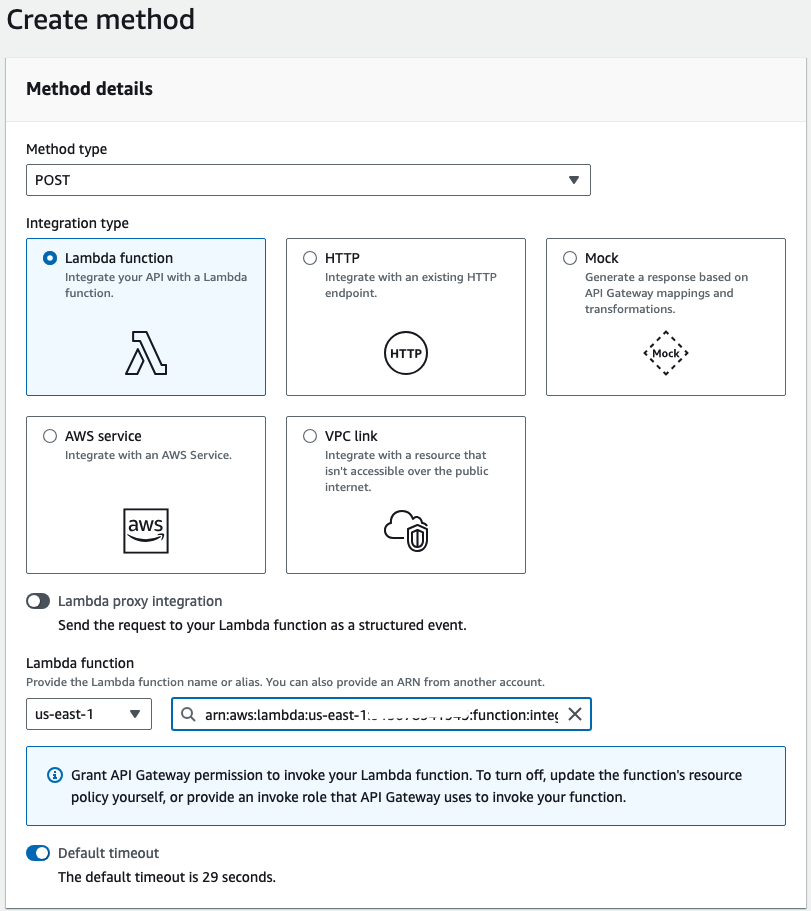 Create method
Method details
Method type
POST
Integration type
Lambda function
Integrate your API with a Lambda
function.
HTTP
Integrate with an existing HTTP
endpoint.
HTTP
Mock
Generate a response based on
API Gateway mappings and
transformations.
Mock
AWS service
Integrate with an AWS Service.
aws
VPC link
Integrate with a resource that
isn't accessible over the public
internet.
Lambda proxy integration
Send the request to your Lambda function as a structured event.
Lambda function
Provide the Lambda function name or alias. You can also provide an ARN from another account.
us-east-1
arn:aws:lambda:us-east-1: :function:integ
Grant API Gateway permission to invoke your Lambda function. To turn off, update the function's resource
policy yourself, or provide an invoke role that API Gateway uses to invoke your function.
Default timeout
The default timeout is 29 seconds.